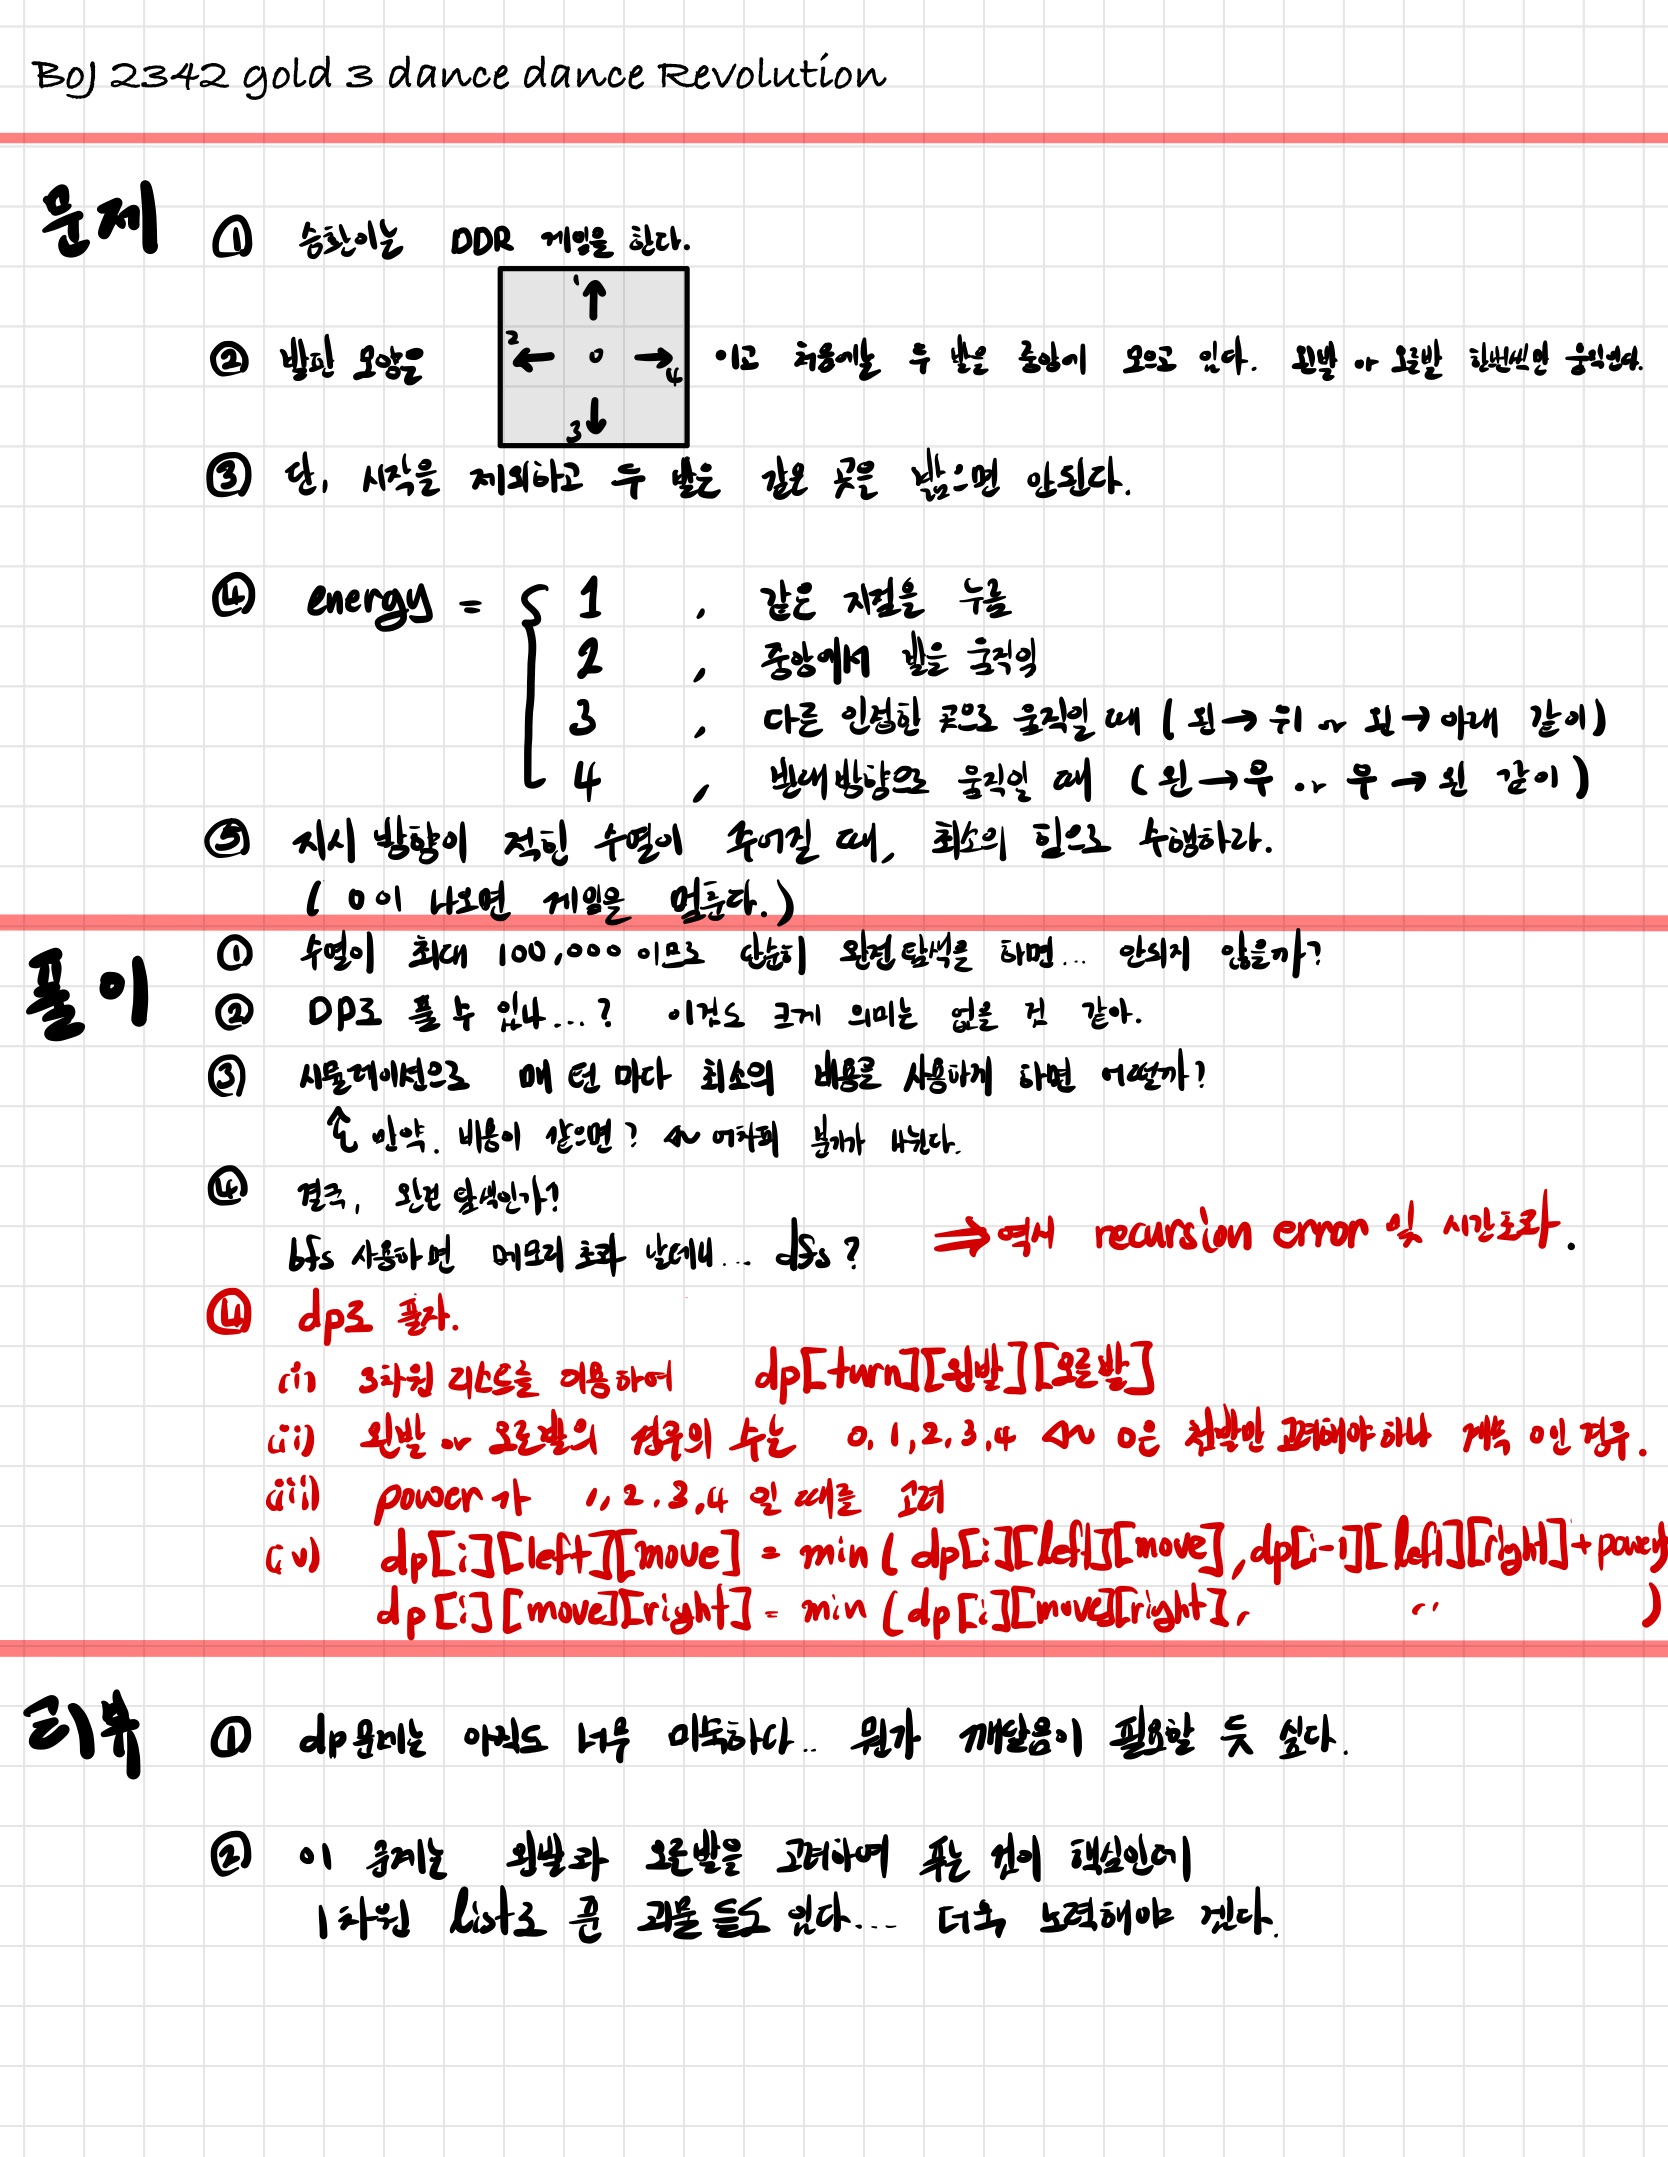 BOJ 2342 gold 3 dance dance Revolution
문제
① 승환이는 DDR 게임을 한다.
1
② 발판 모양은 2 ← 0 → 4 이고 처음에는 두 발을 중앙에 모으고 있다. 왼발 or 오른발 한번씩만 움직인다.
3
③ 단, 시작을 제외하고 두 발은 같은 곳을 밟으면 안된다.
④ energy = { 1 , 같은 지점을 누름
2 , 중앙에서 발을 움직임
3 , 다른 인접한 곳으로 움직일 때 ( 왼 → 위 or 왼 → 아래 같이 )
4 , 반대방향으로 움직일 때 ( 왼 → 우 or 우 → 왼 같이 )
⑤ 지시 방향이 적힌 수열이 주어질 때, 최소의 힘으로 수행하라.
( 0이 나오면 게임을 멈춘다. )
풀이
① 수열이 최대 100,000 이므로 단순히 완전탐색을 하면... 안되지 않을까?
② DP로 풀 수 있나...? 이것도 크게 의미는 없을 것 같아.
③ 시뮬레이션으로 매 턴 마다 최소의 비용을 사용하게 하면 어떨까?
만약. 비용이 같으면? 어차피 분기가 나뉜다.
④ 결국, 완전 탐색인가?
bfs 사용하면 메모리 초과 날테니... dfs ? ⇒ 역시 recursion error 및 시간초과.
④ dp로 풀자.
(i) 3차원 리스트를 이용하여 dp[turn][왼발][오른발]
(ii) 왼발 or 오른발의 경우의 수는 0,1,2,3,4 0은 첫발만 고려해야하나 계속 0인 경우.
(iii) power가 1,2,3,4 일 때를 고려
(iv) dp[i][left][move] = min ( dp[i][left][move], dp[i-1][left][right]+power)
dp[i][move][right] = min ( dp[i][move][right], 〃 )
리뷰
① dp문제는 아직도 너무 미숙하다.. 뭔가 깨달음이 필요할 듯 싶다.
② 이 문제는 왼발과 오른발을 고려하여 푸는 것이 핵심인데
1차원 list로 푼 괴물들도 있다.... 더욱 노력해야 겠다.